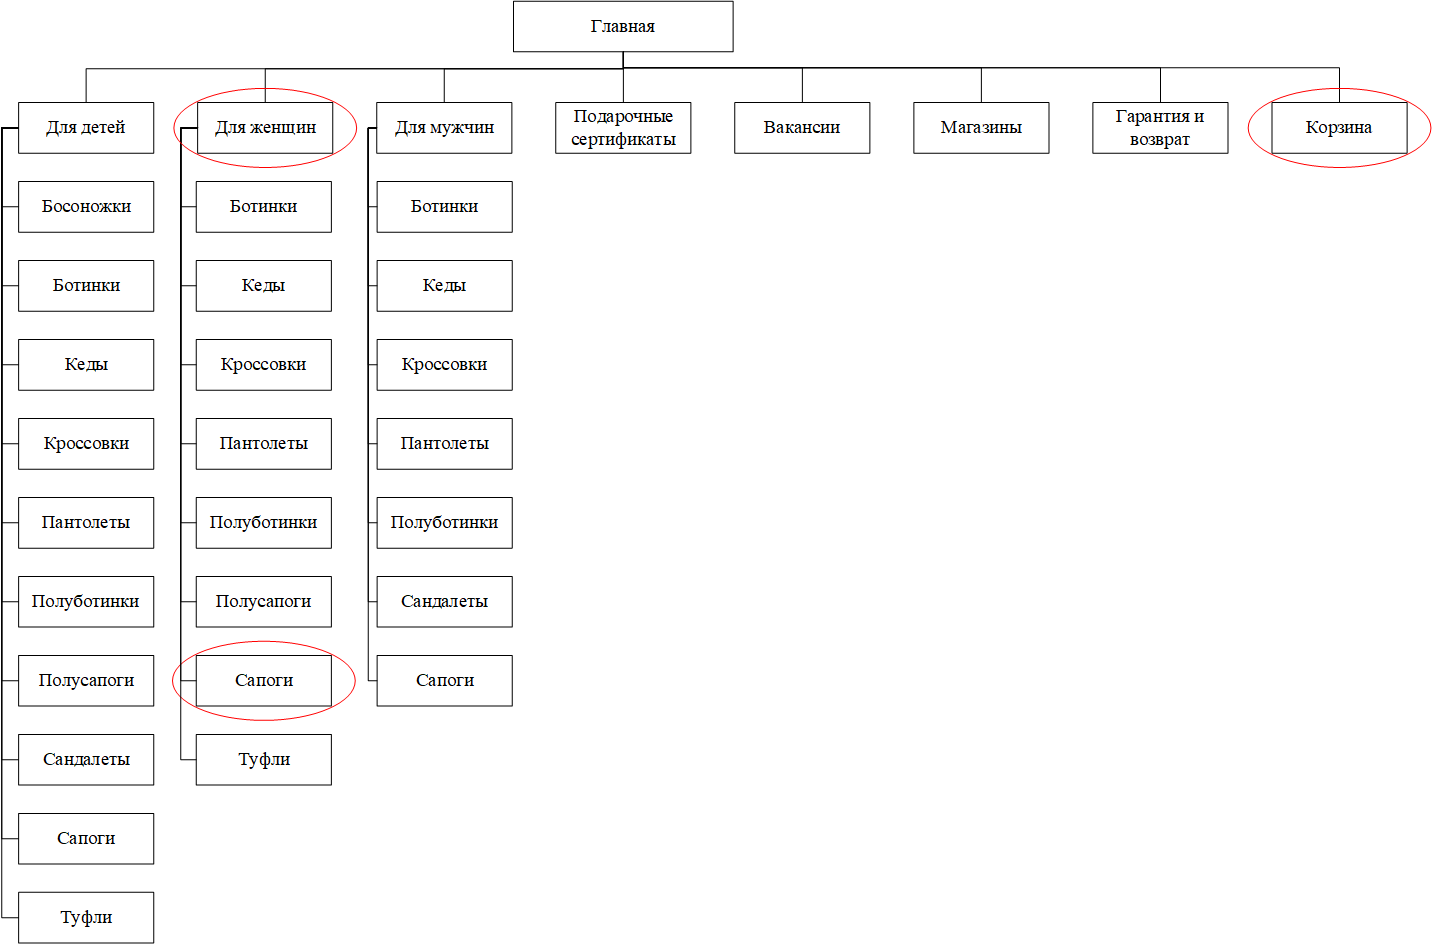 Главная
Для детей
Для женщин
Для мужчин
Подарочные
сертификаты
Вакансии
Магазины
Гарантия и
возврат
Корзина
Босоножки
Ботинки
Кеды
Кроссовки
Пантолеты
Полуботинки
Полусапоги
Сандалеты
Сапоги
Туфли
Ботинки
Кеды
Кроссовки
Пантолеты
Полуботинки
Полусапоги
Сапоги
Туфли
Ботинки
Кеды
Кроссовки
Пантолеты
Полуботинки
Сандалеты
Сапоги